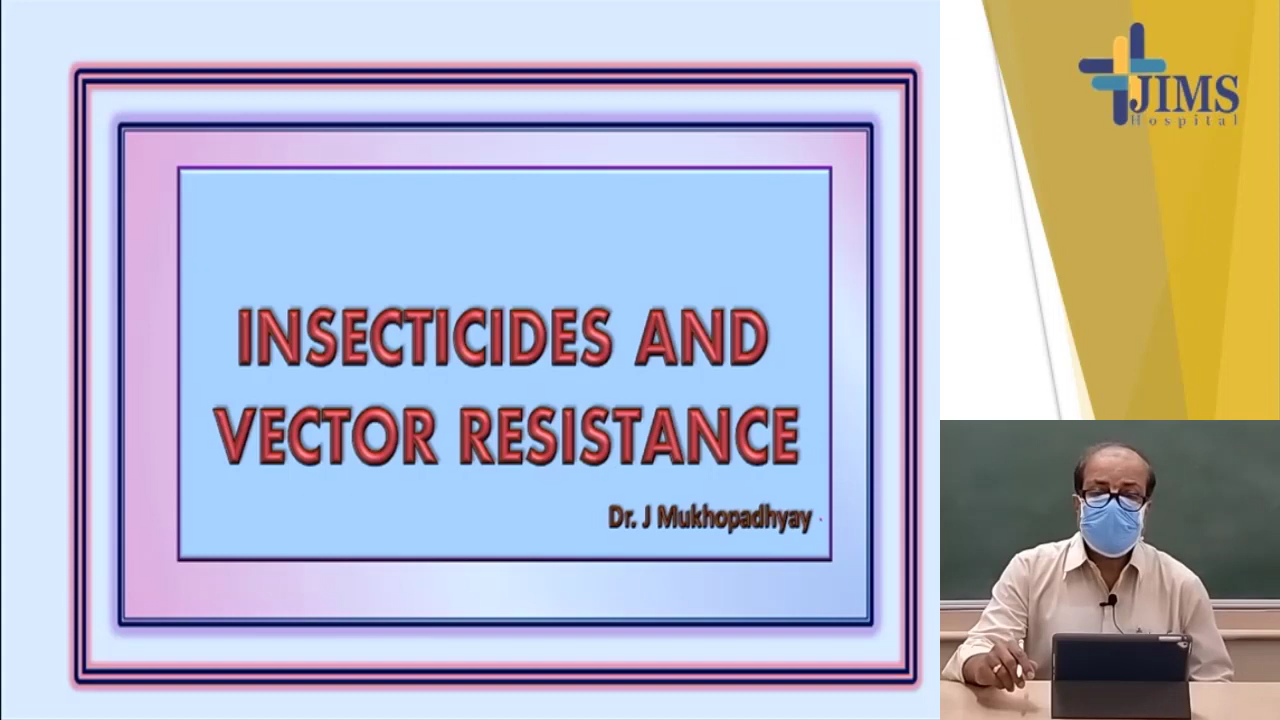 INSECTICIDES AND
VECTOR RESISTANCE
Dr. J Mukhopadhyay
JIMS
Hospital